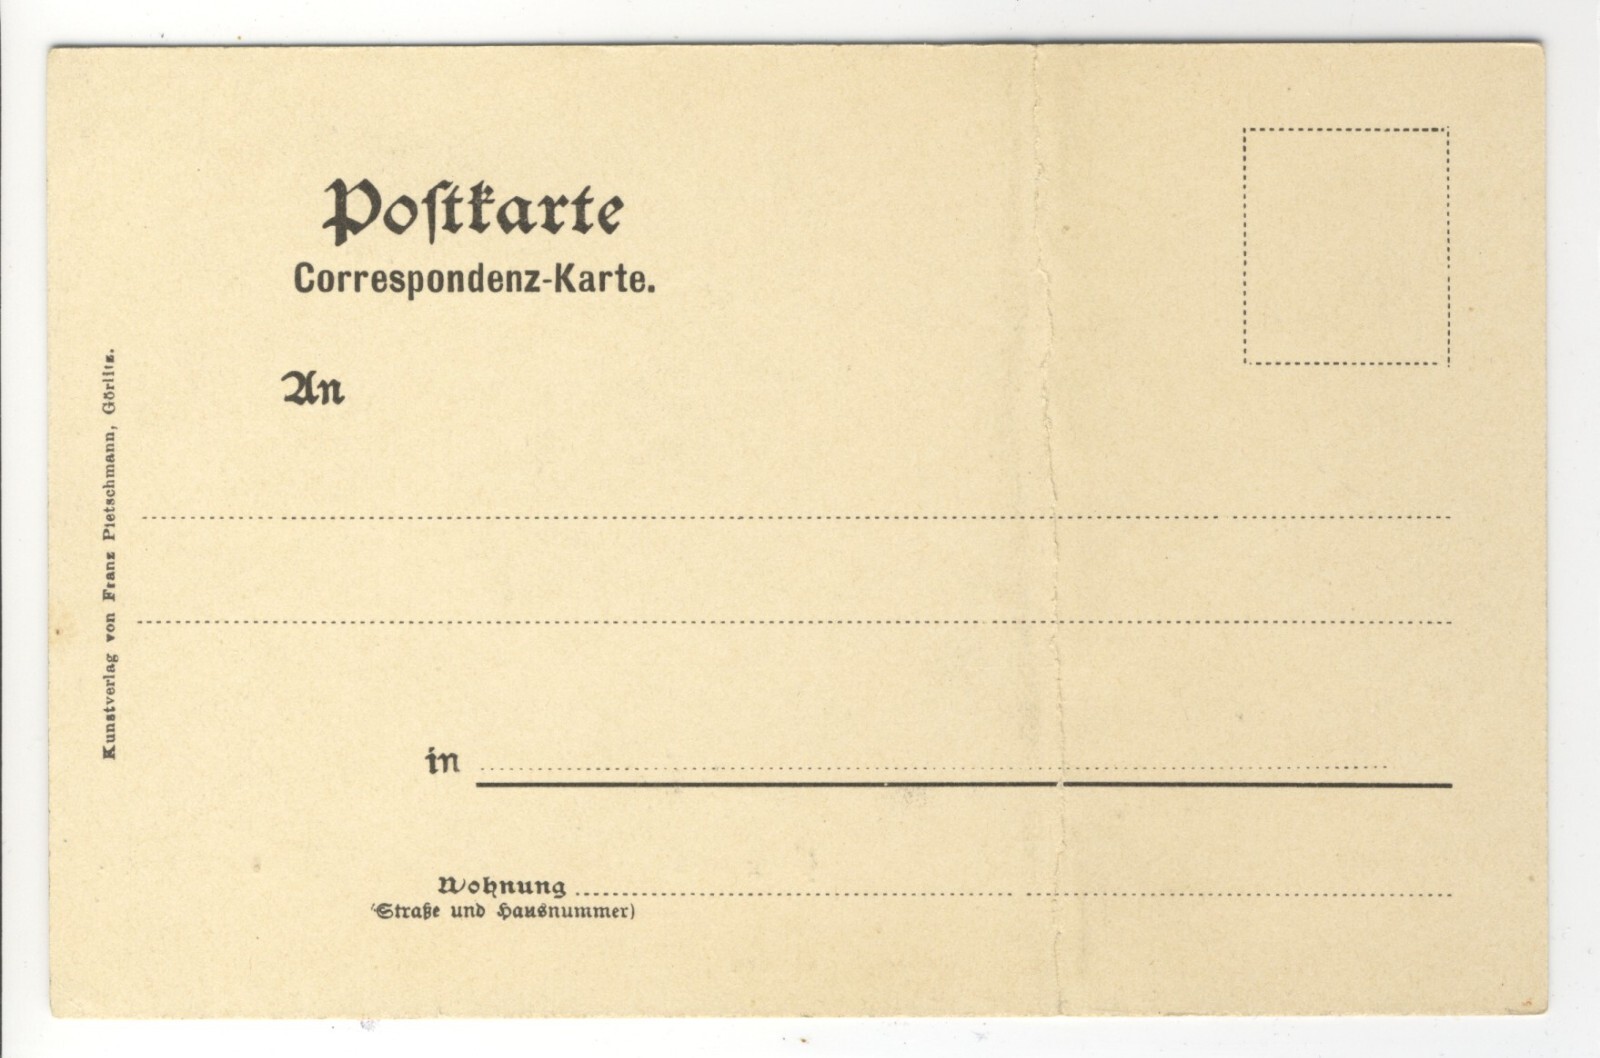 Poſtkarte
Correspondenz-Karte.
An
in
Wohnung
(Straße und Hausnummer)
Kunstverlag von Franz Pietschmann, Görlitz.